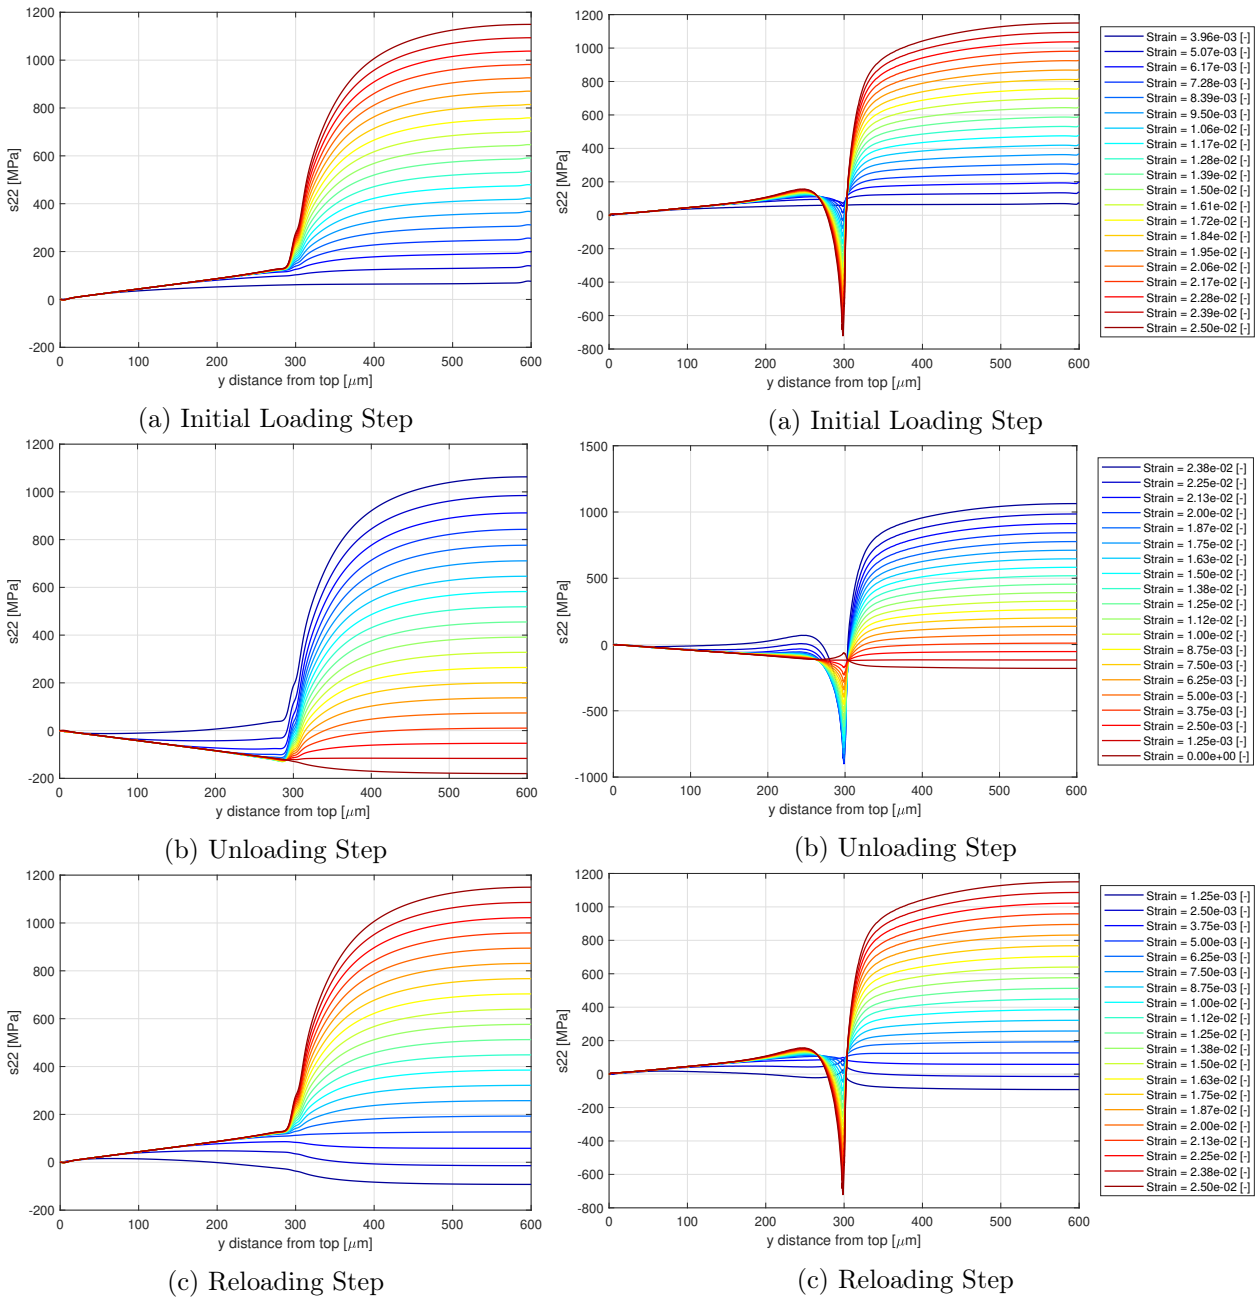 1200
1000
800
600
400
200
0
-200
s22 [MPa]
0 100 200 300 400 500 600
y distance from top [μm]
(a) Initial Loading Step
1200
1000
800
600
400
200
0
-200
-400
-600
-800
s22 [MPa]
0 100 200 300 400 500 600
y distance from top [μm]
(a) Initial Loading Step
Strain = 3.96e-03 [-]
Strain = 5.07e-03 [-]
Strain = 6.17e-03 [-]
Strain = 7.28e-03 [-]
Strain = 8.39e-03 [-]
Strain = 9.50e-03 [-]
Strain = 1.06e-02 [-]
Strain = 1.17e-02 [-]
Strain = 1.28e-02 [-]
Strain = 1.39e-02 [-]
Strain = 1.50e-02 [-]
Strain = 1.61e-02 [-]
Strain = 1.72e-02 [-]
Strain = 1.84e-02 [-]
Strain = 1.95e-02 [-]
Strain = 2.06e-02 [-]
Strain = 2.17e-02 [-]
Strain = 2.28e-02 [-]
Strain = 2.39e-02 [-]
Strain = 2.50e-02 [-]
1200
1000
800
600
400
200
0
-200
s22 [MPa]
0 100 200 300 400 500 600
y distance from top [μm]
(b) Unloading Step
1500
1000
500
0
-500
-1000
s22 [MPa]
0 100 200 300 400 500 600
y distance from top [μm]
(b) Unloading Step
Strain = 2.38e-02 [-]
Strain = 2.25e-02 [-]
Strain = 2.13e-02 [-]
Strain = 2.00e-02 [-]
Strain = 1.87e-02 [-]
Strain = 1.75e-02 [-]
Strain = 1.63e-02 [-]
Strain = 1.50e-02 [-]
Strain = 1.38e-02 [-]
Strain = 1.25e-02 [-]
Strain = 1.12e-02 [-]
Strain = 1.00e-02 [-]
Strain = 8.75e-03 [-]
Strain = 7.50e-03 [-]
Strain = 6.25e-03 [-]
Strain = 5.00e-03 [-]
Strain = 3.75e-03 [-]
Strain = 2.50e-03 [-]
Strain = 1.25e-03 [-]
Strain = 0.00e+00 [-]
1200
1000
800
600
400
200
0
-200
s22 [MPa]
0 100 200 300 400 500 600
y distance from top [μm]
(c) Reloading Step
1200
1000
800
600
400
200
0
-200
-400
-600
-800
s22 [MPa]
0 100 200 300 400 500 600
y distance from top [μm]
(c) Reloading Step
Strain = 1.25e-03 [-]
Strain = 2.50e-03 [-]
Strain = 3.75e-03 [-]
Strain = 5.00e-03 [-]
Strain = 6.25e-03 [-]
Strain = 7.50e-03 [-]
Strain = 8.75e-03 [-]
Strain = 1.00e-02 [-]
Strain = 1.12e-02 [-]
Strain = 1.25e-02 [-]
Strain = 1.38e-02 [-]
Strain = 1.50e-02 [-]
Strain = 1.63e-02 [-]
Strain = 1.75e-02 [-]
Strain = 1.87e-02 [-]
Strain = 2.00e-02 [-]
Strain = 2.13e-02 [-]
Strain = 2.25e-02 [-]
Strain = 2.38e-02 [-]
Strain = 2.50e-02 [-]